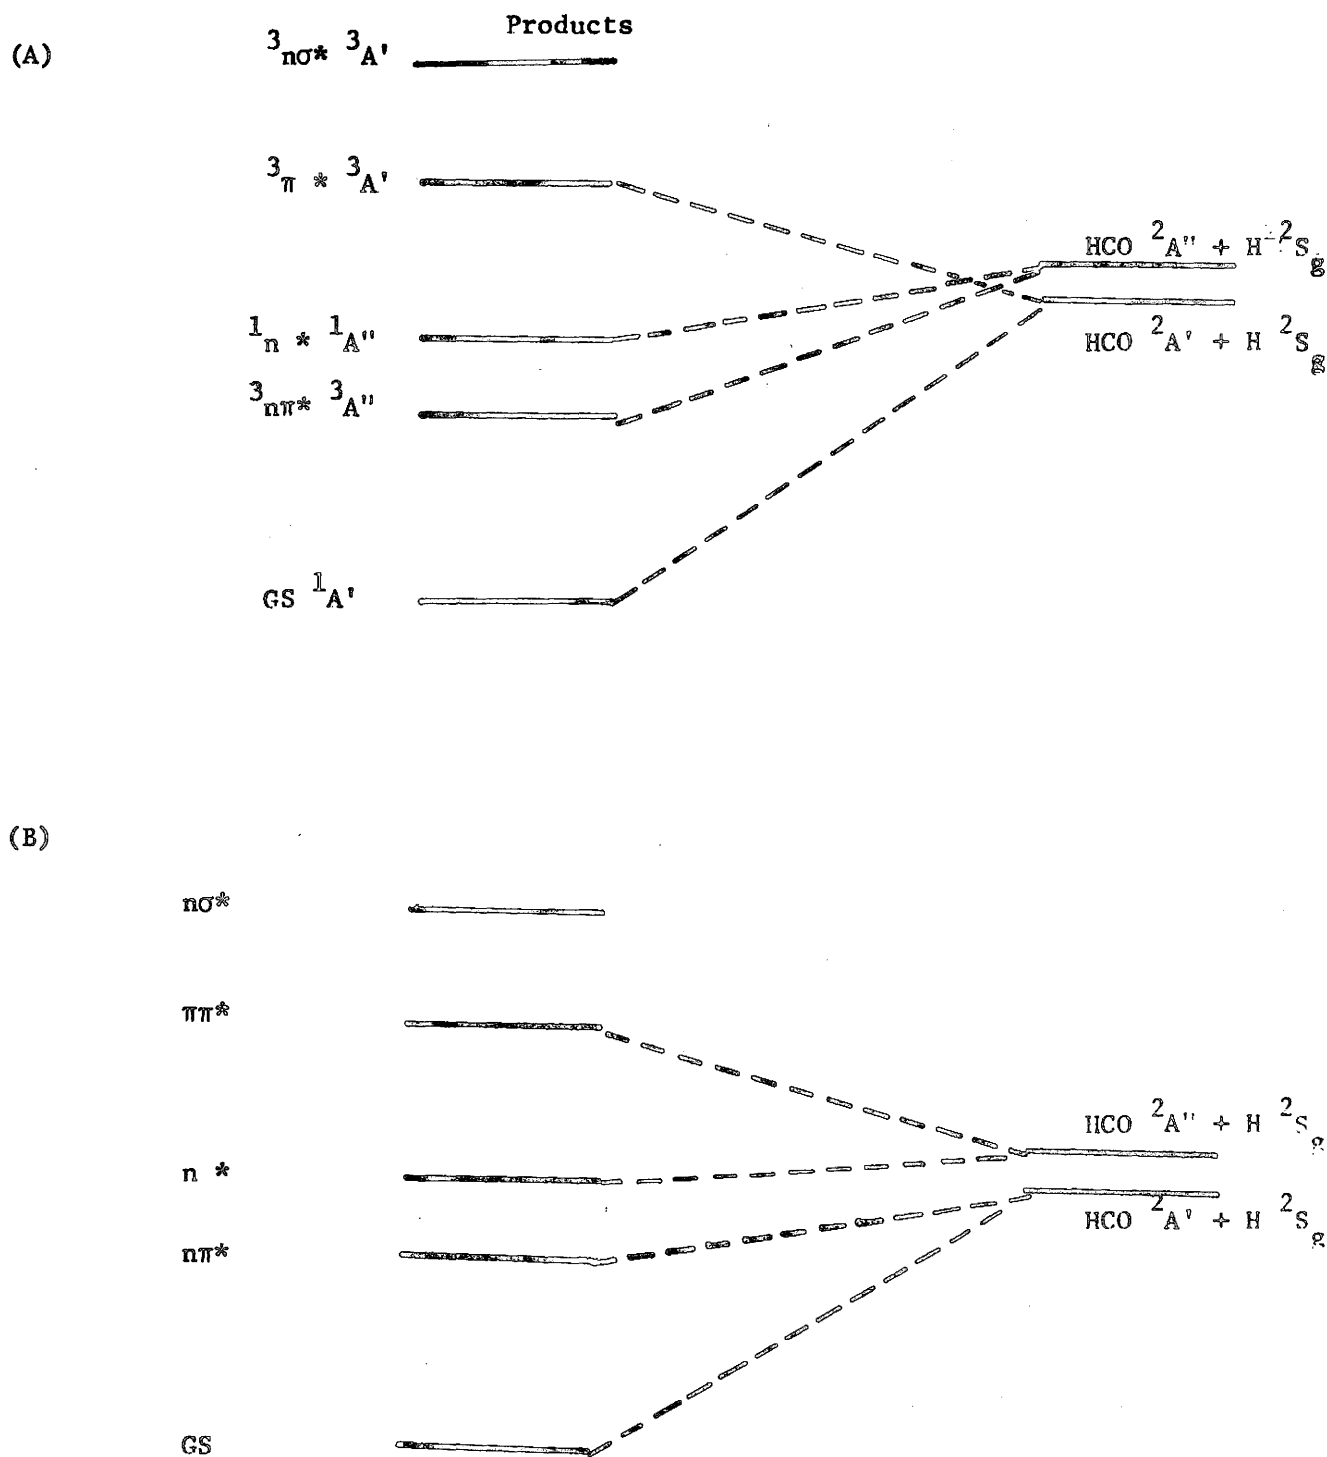 Products
(A)
3nσ* 3A'
3π * 3A'
HCO 2A'' + H 2Sg
1n * 1A''
HCO 2A' + H 2Sg
3nπ* 3A''
GS 1A'
(B)
nσ*
ππ*
HCO 2A'' + H 2Sg
n *
HCO 2A' + H 2Sg
nπ*
GS